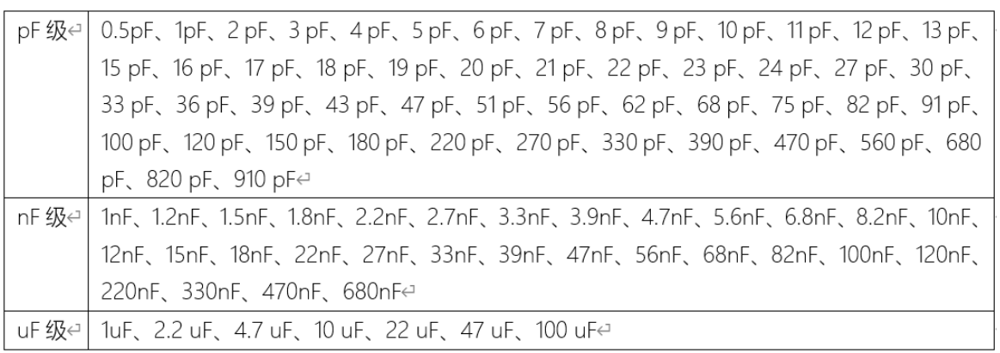 pF 级 0.5pF、1pF、2 pF、3 pF、4 pF、5 pF、6 pF、7 pF、8 pF、9 pF、10 pF、11 pF、12 pF、13 pF、
15 pF、16 pF、17 pF、18 pF、19 pF、20 pF、21 pF、22 pF、23 pF、24 pF、27 pF、30 pF、
33 pF、36 pF、39 pF、43 pF、47 pF、51 pF、56 pF、62 pF、68 pF、75 pF、82 pF、91 pF、
100 pF、120 pF、150 pF、180 pF、220 pF、270 pF、330 pF、390 pF、470 pF、560 pF、680
pF、820 pF、910 pF
nF 级 1nF、1.2nF、1.5nF、1.8nF、2.2nF、2.7nF、3.3nF、3.9nF、4.7nF、5.6nF、6.8nF、8.2nF、10nF、
12nF、15nF、18nF、22nF、27nF、33nF、39nF、47nF、56nF、68nF、82nF、100nF、120nF、
220nF、330nF、470nF、680nF
uF 级 1uF、2.2 uF、4.7 uF、10 uF、22 uF、47 uF、100 uF